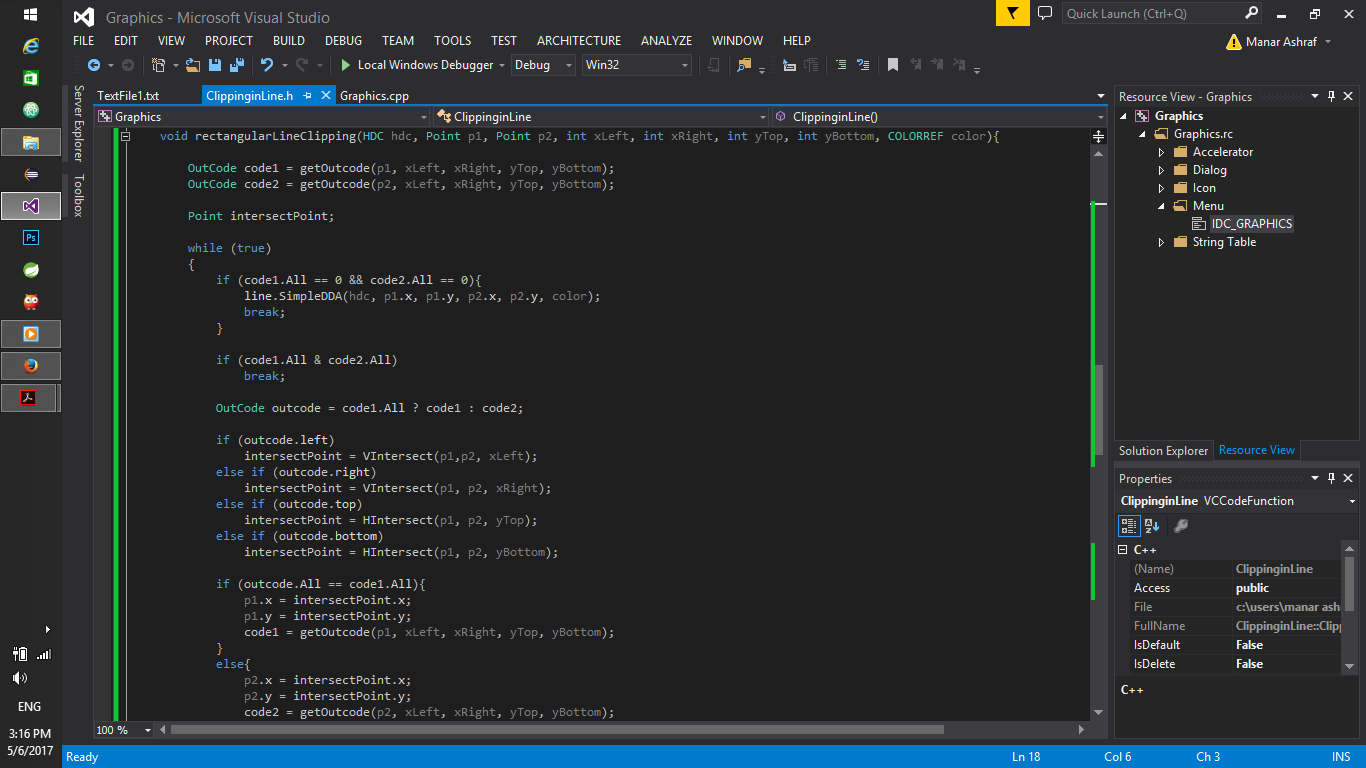 Graphics - Microsoft Visual Studio
Quick Launch (Ctrl+Q)
FILE EDIT VIEW PROJECT BUILD DEBUG TEAM TOOLS TEST ARCHITECTURE ANALYZE WINDOW HELP
Manar Ashraf
Local Windows Debugger Debug Win32
Server Explorer
Toolbox
TextFile1.txt ClippinginLine.h Graphics.cpp
Graphics ClippinginLine ClippinginLine()
void rectangularLineClipping(HDC hdc, Point p1, Point p2, int xLeft, int xRight, int yTop, int yBottom, COLORREF color){
OutCode code1 = getOutcode(p1, xLeft, xRight, yTop, yBottom);
OutCode code2 = getOutcode(p2, xLeft, xRight, yTop, yBottom);
Point intersectPoint;
while (true)
{
if (code1.All == 0 && code2.All == 0){
line.SimpleDDA(hdc, p1.x, p1.y, p2.x, p2.y, color);
break;
}
if (code1.All & code2.All)
break;
OutCode outcode = code1.All ? code1 : code2;
if (outcode.left)
intersectPoint = VIntersect(p1,p2, xLeft);
else if (outcode.right)
intersectPoint = VIntersect(p1, p2, xRight);
else if (outcode.top)
intersectPoint = HIntersect(p1, p2, yTop);
else if (outcode.bottom)
intersectPoint = HIntersect(p1, p2, yBottom);
if (outcode.All == code1.All){
p1.x = intersectPoint.x;
p1.y = intersectPoint.y;
code1 = getOutcode(p1, xLeft, xRight, yTop, yBottom);
}
else{
p2.x = intersectPoint.x;
p2.y = intersectPoint.y;
code2 = getOutcode(p2, xLeft, xRight, yTop, yBottom);
100 %
Resource View - Graphics
Graphics
Graphics.rc
Accelerator
Dialog
Icon
Menu
IDC_GRAPHICS
String Table
Solution Explorer Resource View
Properties
ClippinginLine VCCodeFunction
C++
(Name) ClippinginLine
Access public
File c:\users\manar ash
FullName ClippinginLine::Clip
IsDefault False
IsDelete False
C++
Ps
ENG
3:16 PM
5/6/2017
Ready Ln 18 Col 6 Ch 3 INS